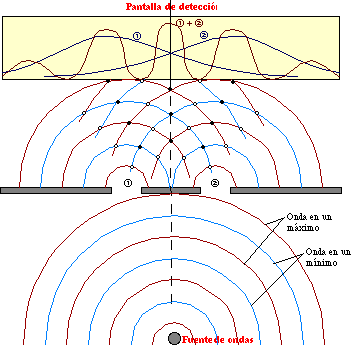 Pantalla de detección
① ① + ② ②
① ②
Onda en un
máximo
Onda en un
mínimo
Fuente de ondas